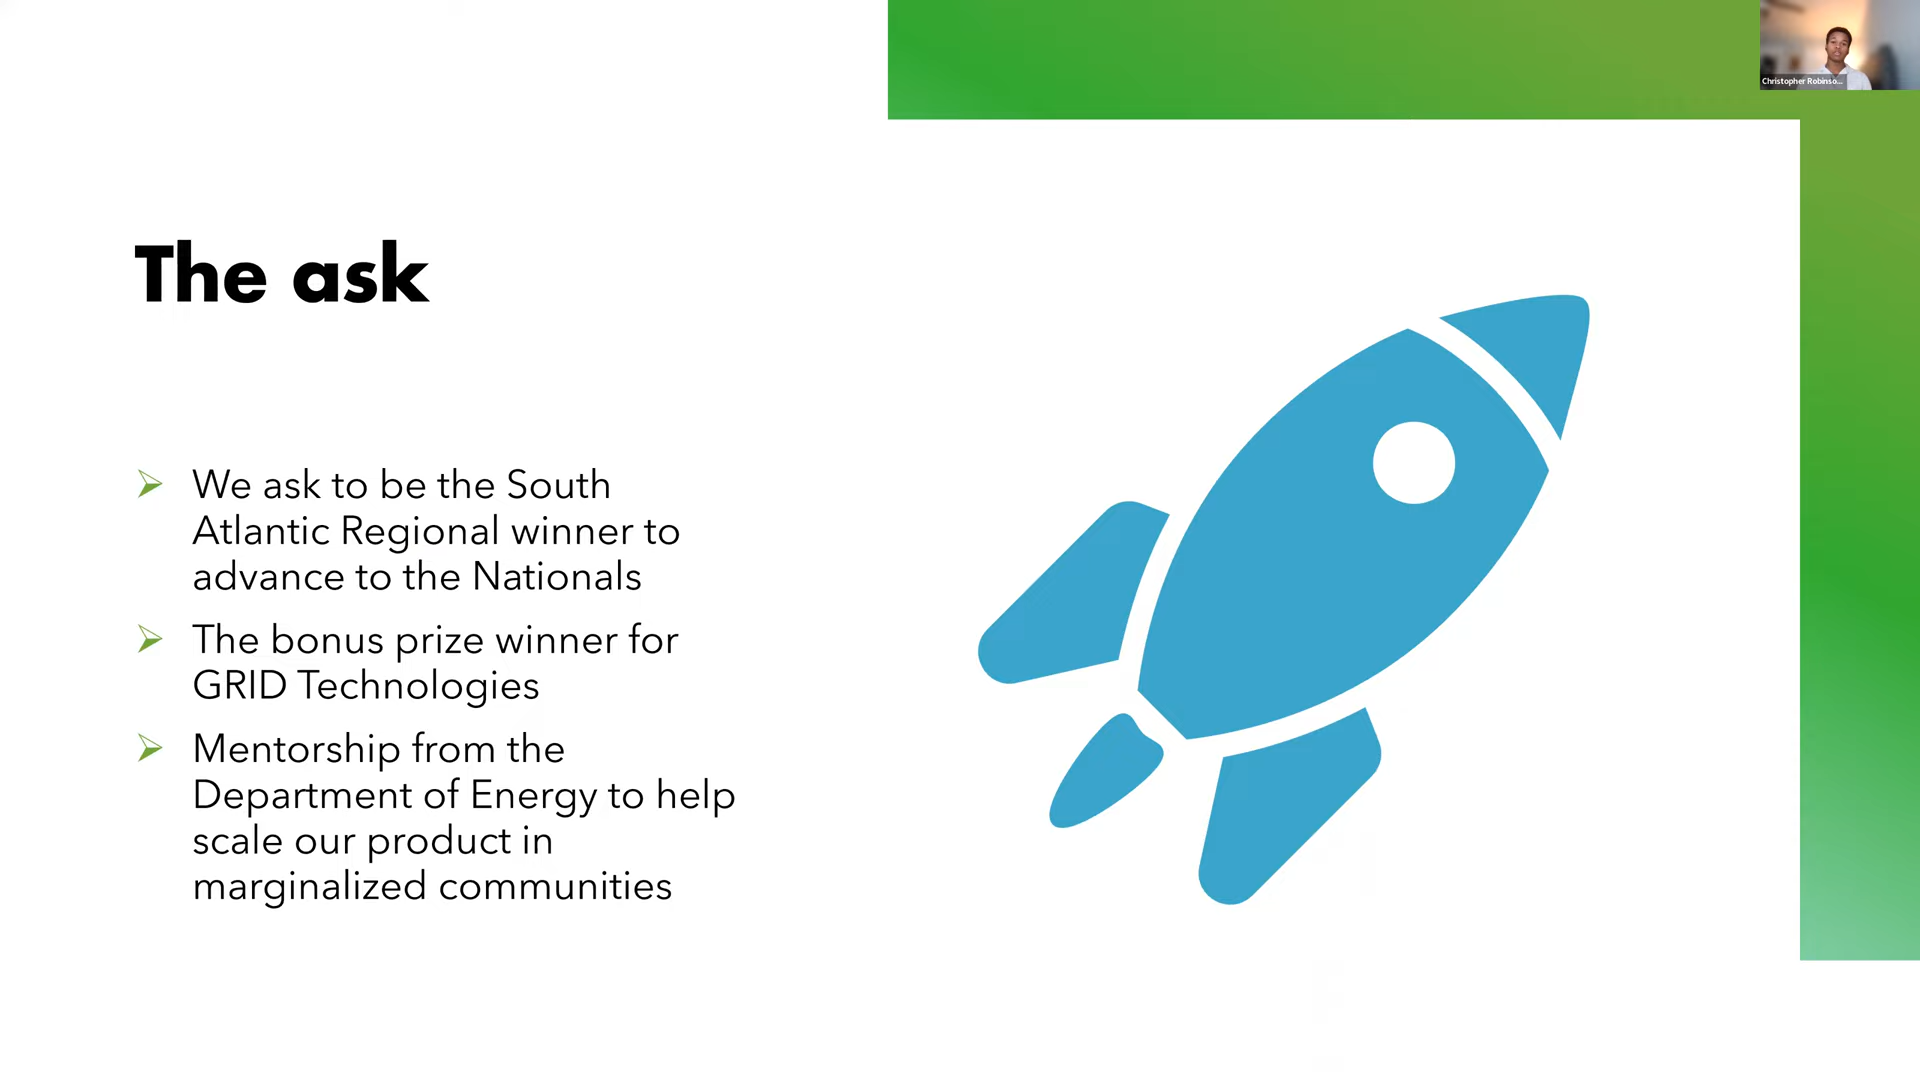 Christopher Robinso...
The ask
We ask to be the South
Atlantic Regional winner to
advance to the Nationals
The bonus prize winner for
GRID Technologies
Mentorship from the
Department of Energy to help
scale our product in
marginalized communities